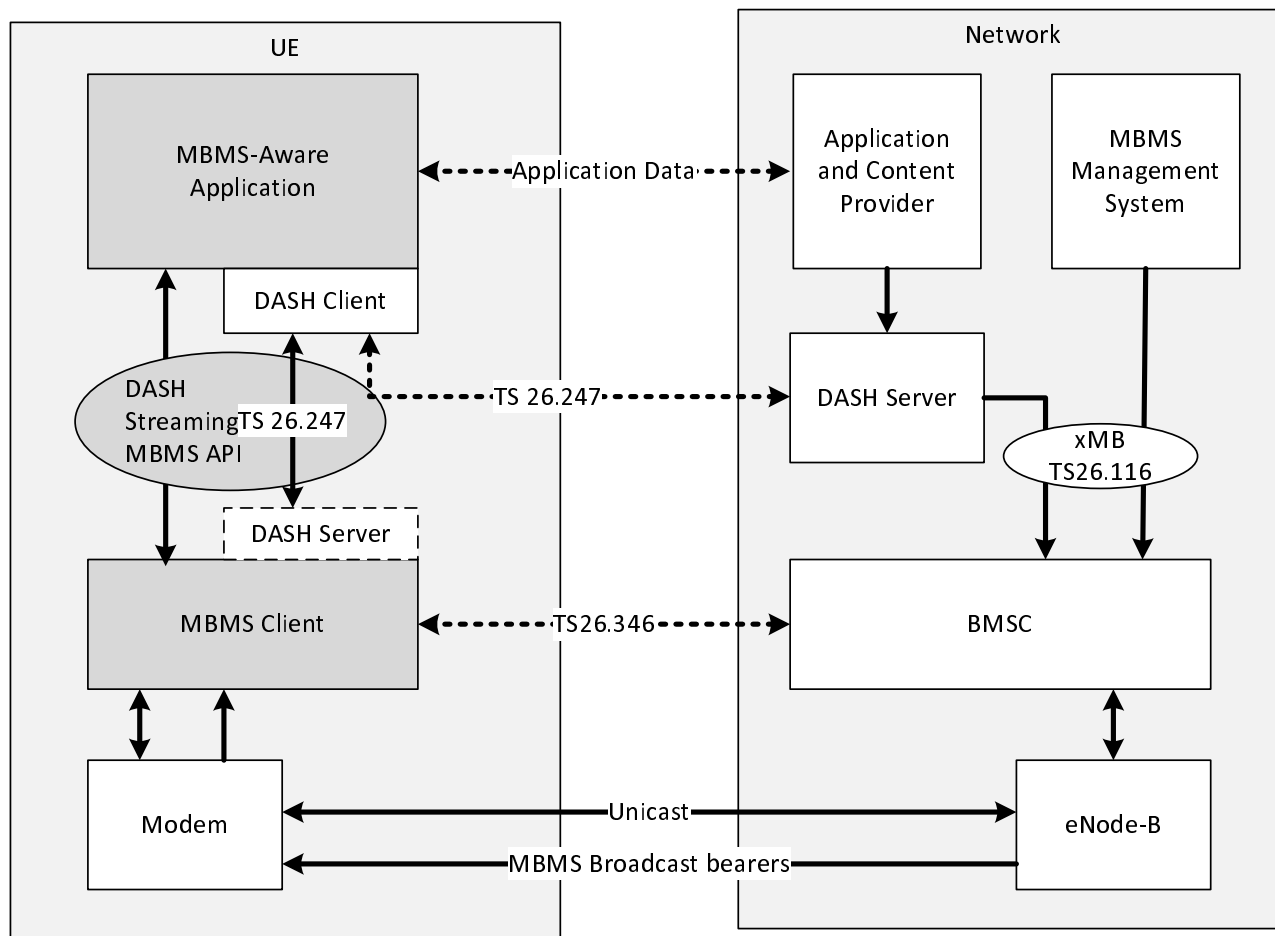 UE
Network
MBMS-Aware
Application
Application Data
Application
and Content
Provider
MBMS
Management
System
DASH Client
DASH
Streaming
MBMS API
TS 26.247
TS 26.247
DASH Server
xMB
TS26.116
DASH Server
MBMS Client
TS26.346
BMSC
Modem
Unicast
MBMS Broadcast bearers
eNode-B